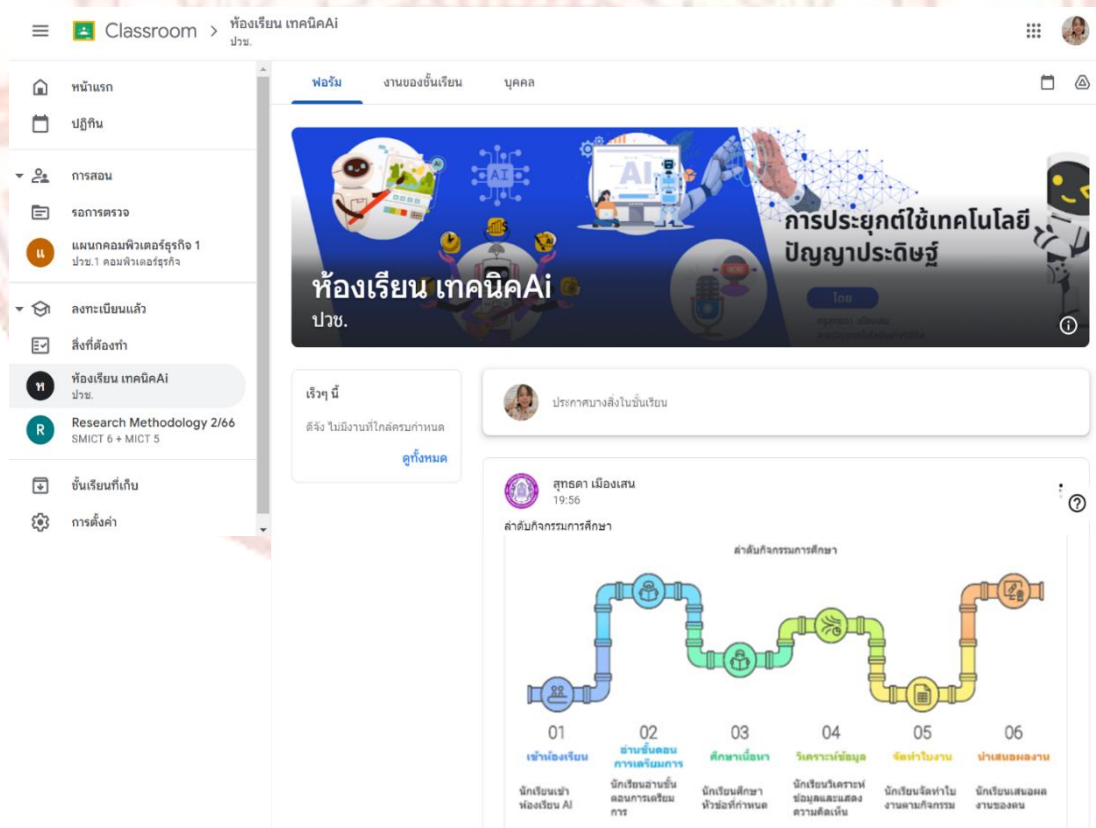 Classroom > ห้องเรียน เทคนิคAi
ปวช.
หน้าแรก
ปฏิทิน
การสอน
รอการตรวจ
แ
แผนกคอมพิวเตอร์ธุรกิจ 1
ปวช.1 คอมพิวเตอร์ธุรกิจ
ลงทะเบียนแล้ว
สิ่งที่ต้องทำ
ท
ห้องเรียน เทคนิคAi
ปวช.
R
Research Methodology 2/66
SMICT 6 + MICT 5
ชั้นเรียนที่เก็บ
การตั้งค่า
ฟอรัม งานของชั้นเรียน บุคคล
AI
Ai
AI
การประยุกต์ใช้เทคโนโลยี
ปัญญาประดิษฐ์
โดย
ห้องเรียน เทคนิคAi
ปวช.
เร็วๆ นี้
ดีจัง ไม่มีงานที่ใกล้ครบกำหนด
ดูทั้งหมด
ประกาศบางสิ่งในชั้นเรียน
สุทธดา เมืองเสน
19:56
ลำดับกิจกรรมการศึกษา
ลำดับกิจกรรมการศึกษา
01
เข้าห้องเรียน
นักเรียนเข้า
ห้องเรียน AI
02
อ่านขั้นตอน
การเตรียมการ
นักเรียนอ่านขั้น
ตอนการเตรียม
การ
03
ศึกษาเนื้อหา
นักเรียนศึกษา
หัวข้อที่กำหนด
04
วิเคราะห์ข้อมูล
นักเรียนวิเคราะห์
ข้อมูลและแสดง
ความคิดเห็น
05
จัดทำใบงาน
นักเรียนจัดทำใบ
งานตามกิจกรรม
06
นำเสนอผลงาน
นักเรียนเสนอผล
งานของตน